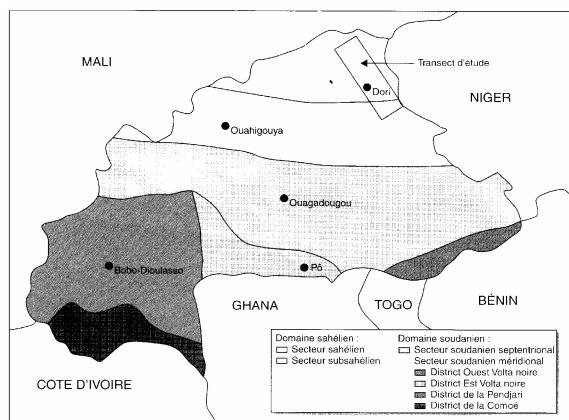 MALI
Transect d'étude
NIGER
Dori
Ouahigouya
Ouagadougou
Bobo-Dioulasso
Pô
GHANA
TOGO
BÉNIN
COTE D'IVOIRE
Domaine sahélien :
Secteur sahélien
Secteur subsahélien
Domaine soudanien :
Secteur soudanien septentrional
Secteur soudanien méridional
District Ouest Volta noire
District Est Volta noire
District de la Pendjari
District de la Comoé